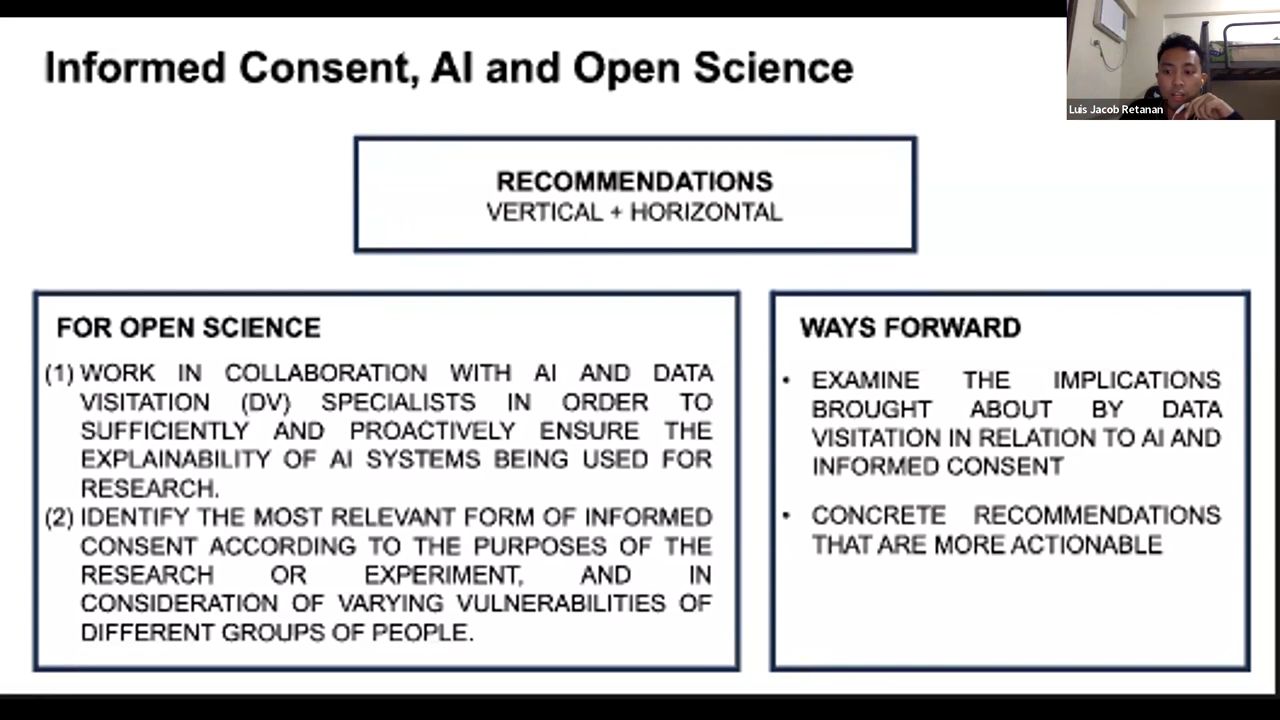 Informed Consent, AI and Open Science
Luis Jacob Retanan
RECOMMENDATIONS
VERTICAL + HORIZONTAL
FOR OPEN SCIENCE
(1) WORK IN COLLABORATION WITH AI AND DATA
VISITATION (DV) SPECIALISTS IN ORDER TO
SUFFICIENTLY AND PROACTIVELY ENSURE THE
EXPLAINABILITY OF AI SYSTEMS BEING USED FOR
RESEARCH.
(2) IDENTIFY THE MOST RELEVANT FORM OF INFORMED
CONSENT ACCORDING TO THE PURPOSES OF THE
RESEARCH OR EXPERIMENT, AND IN
CONSIDERATION OF VARYING VULNERABILITIES OF
DIFFERENT GROUPS OF PEOPLE.
WAYS FORWARD
• EXAMINE THE IMPLICATIONS
BROUGHT ABOUT BY DATA
VISITATION IN RELATION TO AI AND
INFORMED CONSENT
• CONCRETE RECOMMENDATIONS
THAT ARE MORE ACTIONABLE